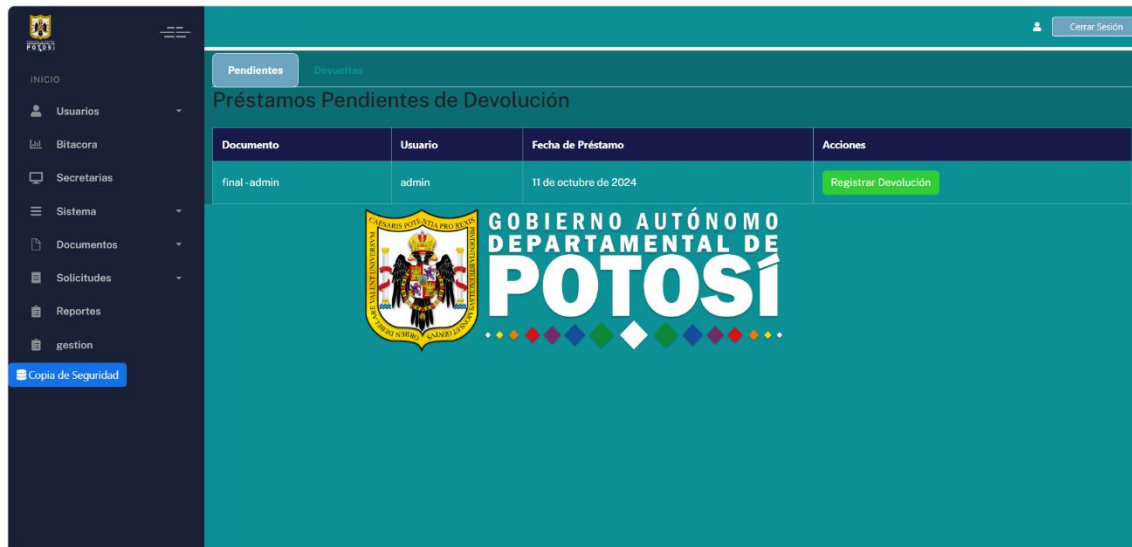 POTOSÍ
Cerrar Sesión
INICIO
Usuarios
Bitacora
Secretarias
Sistema
Documentos
Solicitudes
Reportes
gestion
Copia de Seguridad
Pendientes Devueltos
Préstamos Pendientes de Devolución
Documento Usuario Fecha de Préstamo Acciones
final-admin admin 11 de octubre de 2024 Registrar Devolución
GOBIERNO AUTÓNOMO
DEPARTAMENTAL DE
POTOSÍ